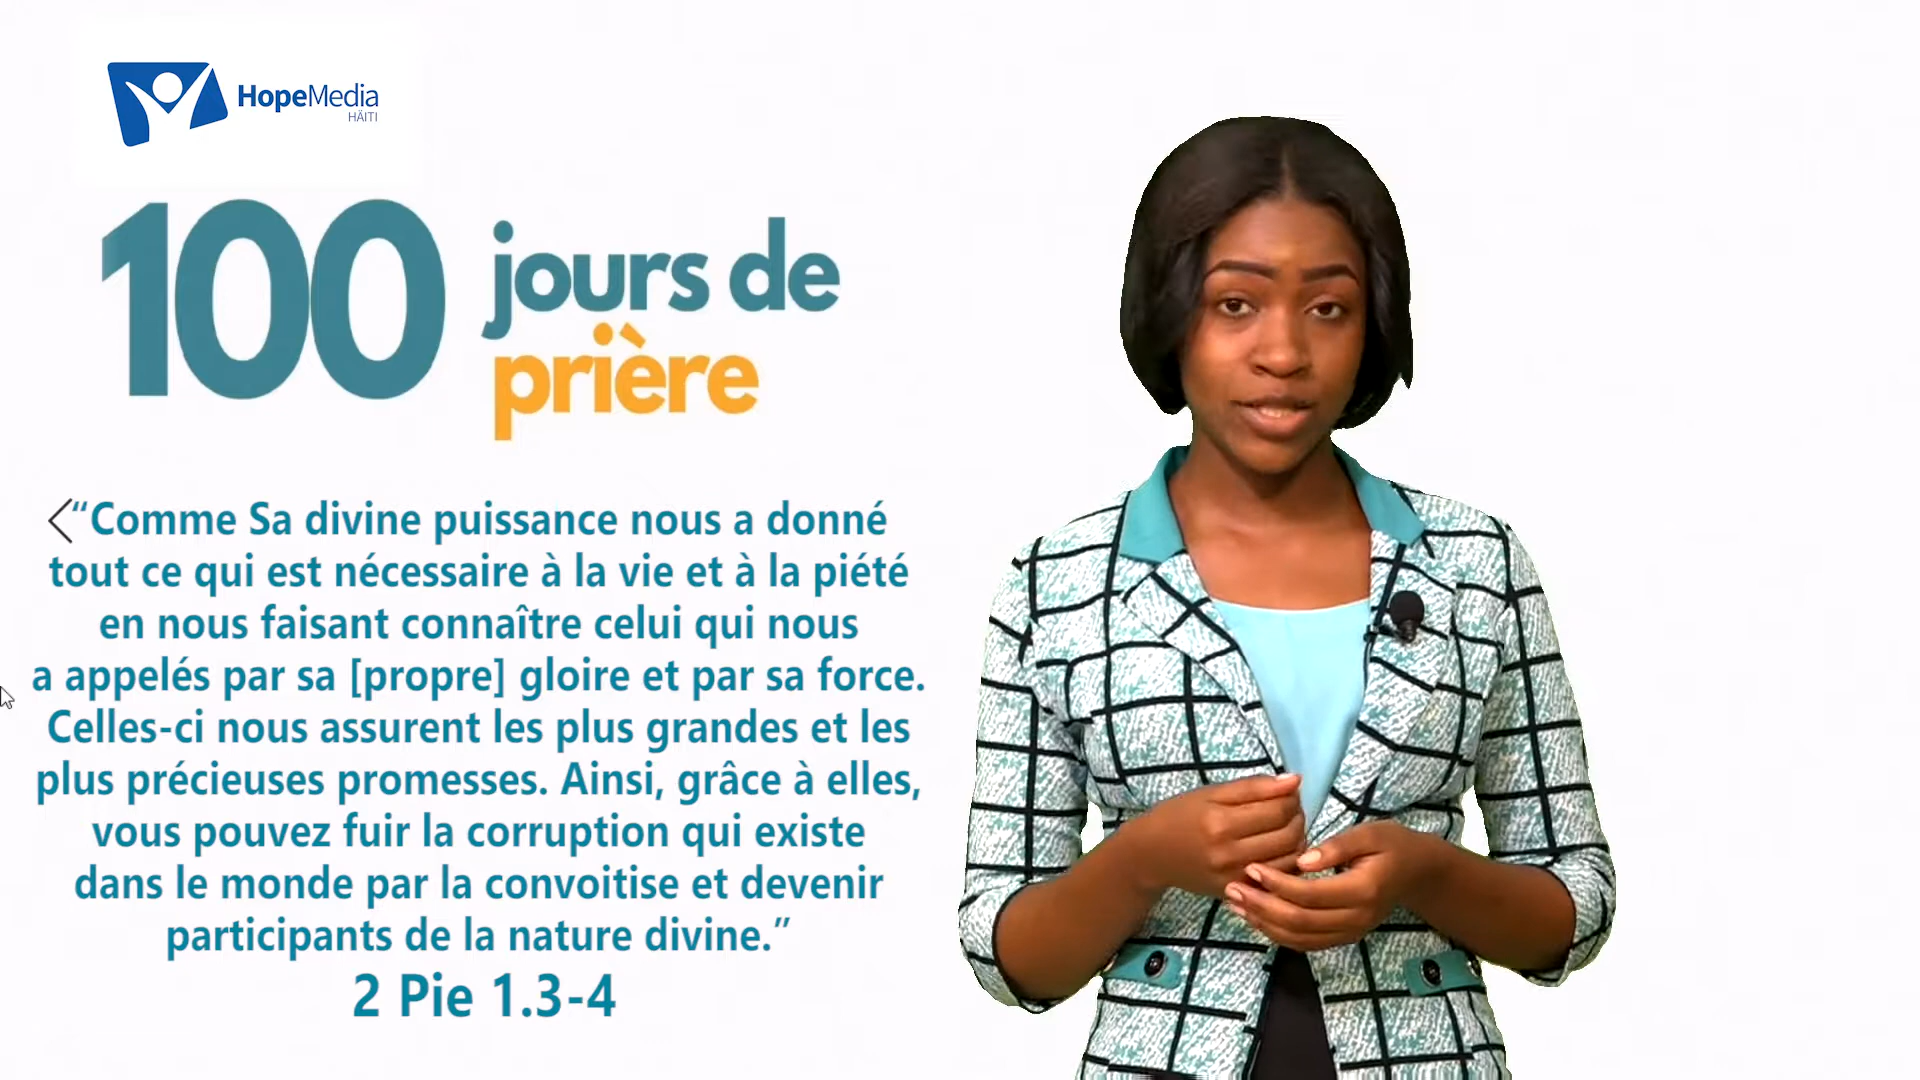 HopeMedia
HÄITI
100 jours de
prière
“Comme Sa divine puissance nous a donné
tout ce qui est nécessaire à la vie et à la piété
en nous faisant connaître celui qui nous
a appelés par sa [propre] gloire et par sa force.
Celles-ci nous assurent les plus grandes et les
plus précieuses promesses. Ainsi, grâce à elles,
vous pouvez fuir la corruption qui existe
dans le monde par la convoitise et devenir
participants de la nature divine.”
2 Pie 1.3-4